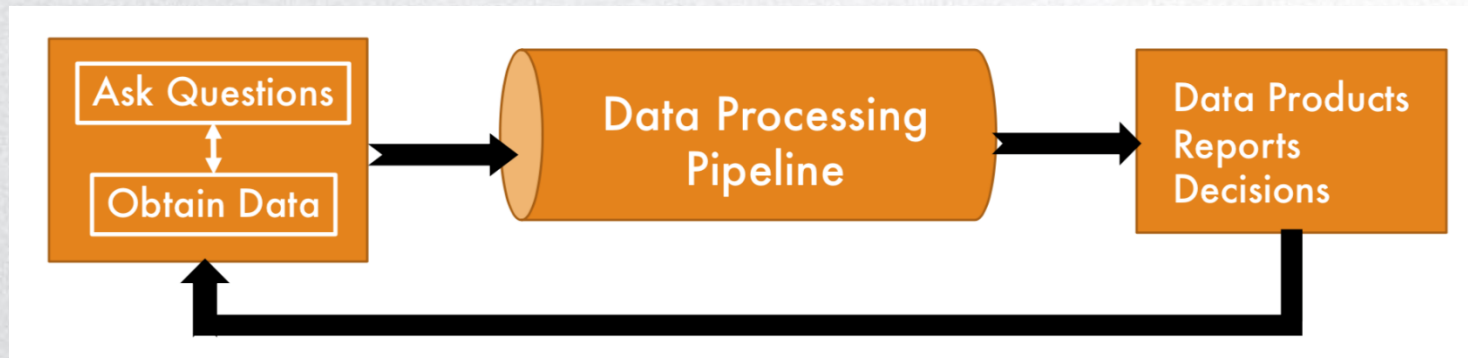 Ask Questions
Obtain Data
Data Processing
Pipeline
Data Products
Reports
Decisions